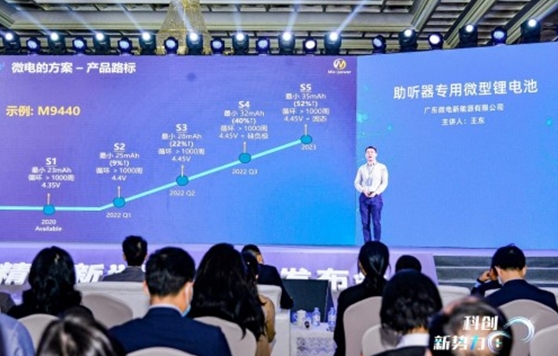 微电的方案 – 产品路标
Micropower
示例: M9440
S1
最小 23mAh
循环 > 1000周
4.35V
2020
Available
S2
最小 25mAh
(9%↑)
循环 > 1000周
4.4V
2022 Q1
S3
最小 28mAh
(22%↑)
循环 > 1000周
4.45V
2022 Q2
S4
最小 32mAh
(40%↑)
循环 > 1000周
4.45V + 硅负极
2022 Q3
S5
最小 35mAh
(52%↑)
循环 > 1000周
4.45V + 固态
2023
助听器专用微型锂电池
广东微电新能源有限公司
主讲人：王东
科创
新势力